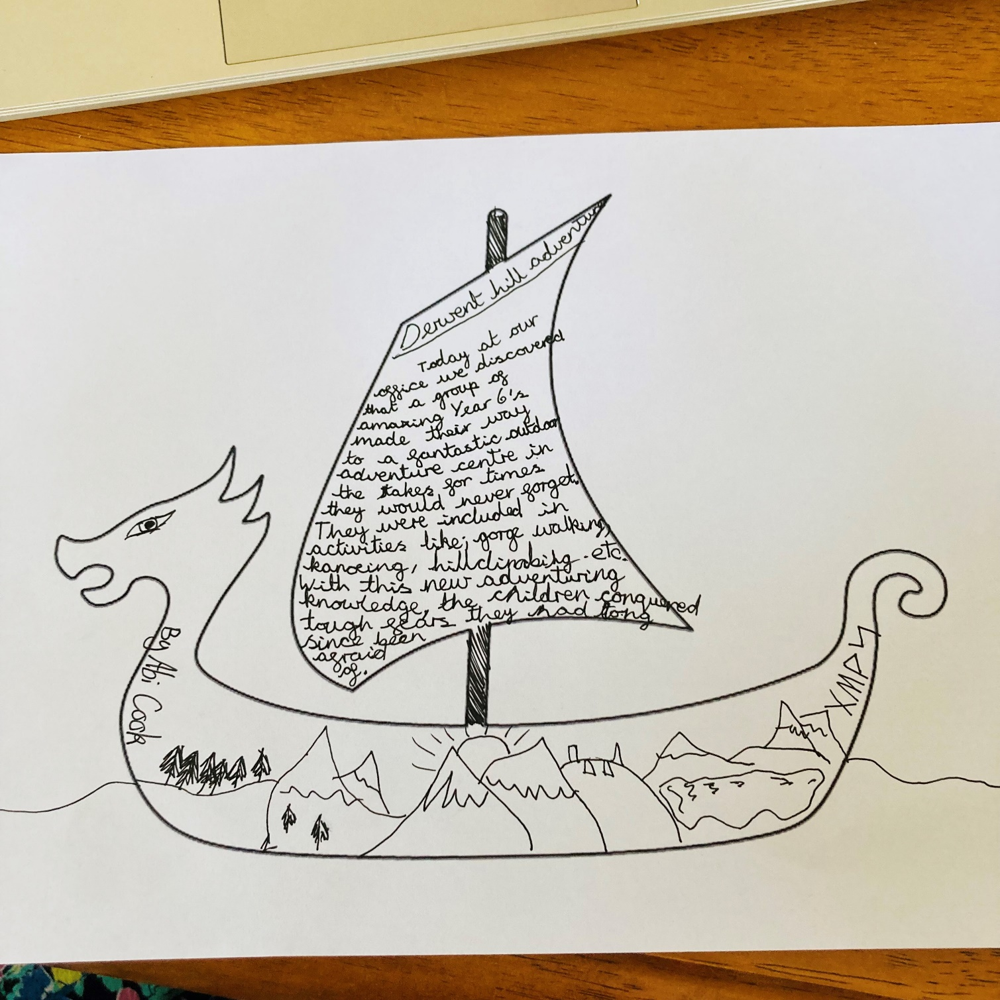 Derwent hill adventure
Today at our
office we discovered
that a group of
amazing Year 6's
made their way
to a fantastic outdoor
adventure centre in
the takes for times
they would never forget.
They were included in
activities like; gorge walking,
kanoeing, hillclimbing.etc.
With this new adventuring
knowledge, the children conquered
tough fears they had long
since been
afraid
of.
By Abi Cook
XMPS